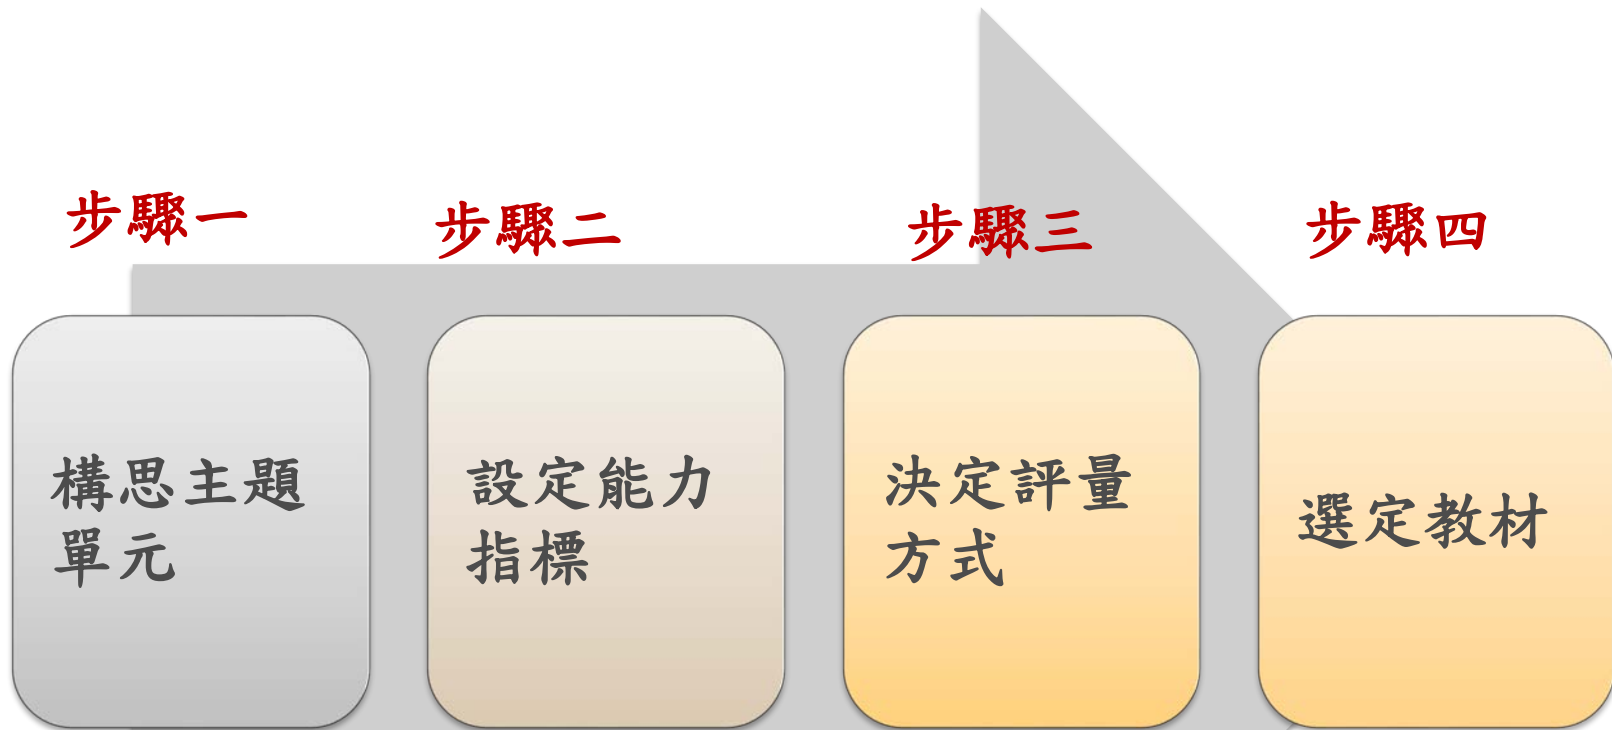 步驟一
步驟二
步驟三
步驟四
構思主題
單元
設定能力
指標
決定評量
方式
選定教材